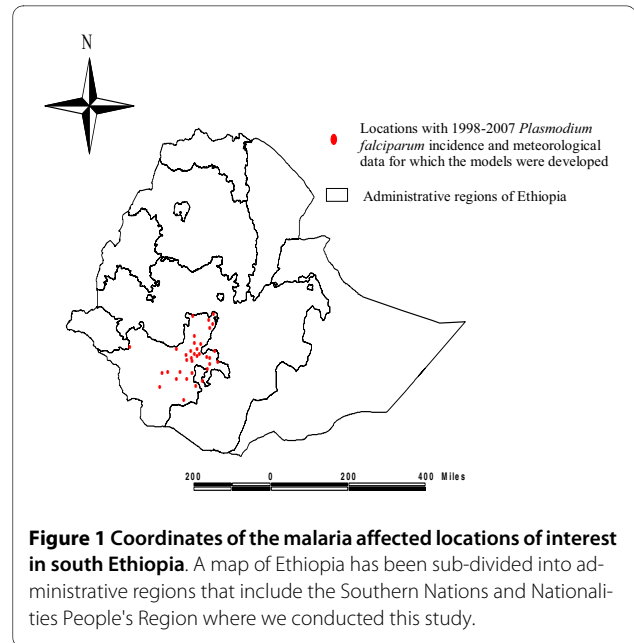 N
Locations with 1998-2007 Plasmodium
falciparum incidence and meteorological
data for which the models were developed
Administrative regions of Ethiopia
200 0 200 400 Miles
Figure 1 Coordinates of the malaria affected locations of interest
in south Ethiopia. A map of Ethiopia has been sub-divided into ad-
ministrative regions that include the Southern Nations and Nationali-
ties People's Region where we conducted this study.